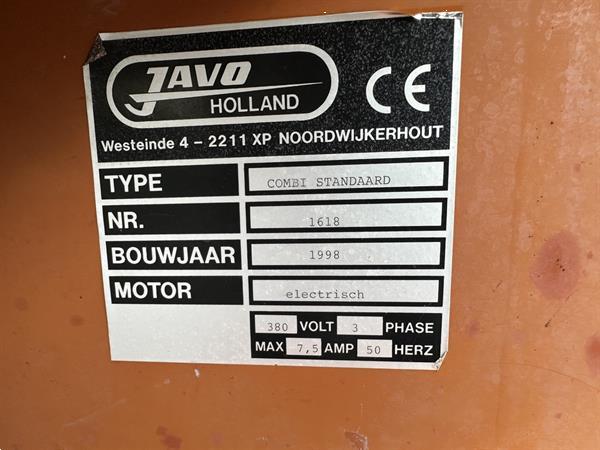 JAVO
HOLLAND
CE
Westeinde 4 - 2211 XP NOORDWIJKERHOUT
TYPE COMBI STANDAARD
NR. 1618
BOUWJAAR 1998
MOTOR electrisch
380 VOLT 3 PHASE
MAX 7,5 AMP 50 HERZ